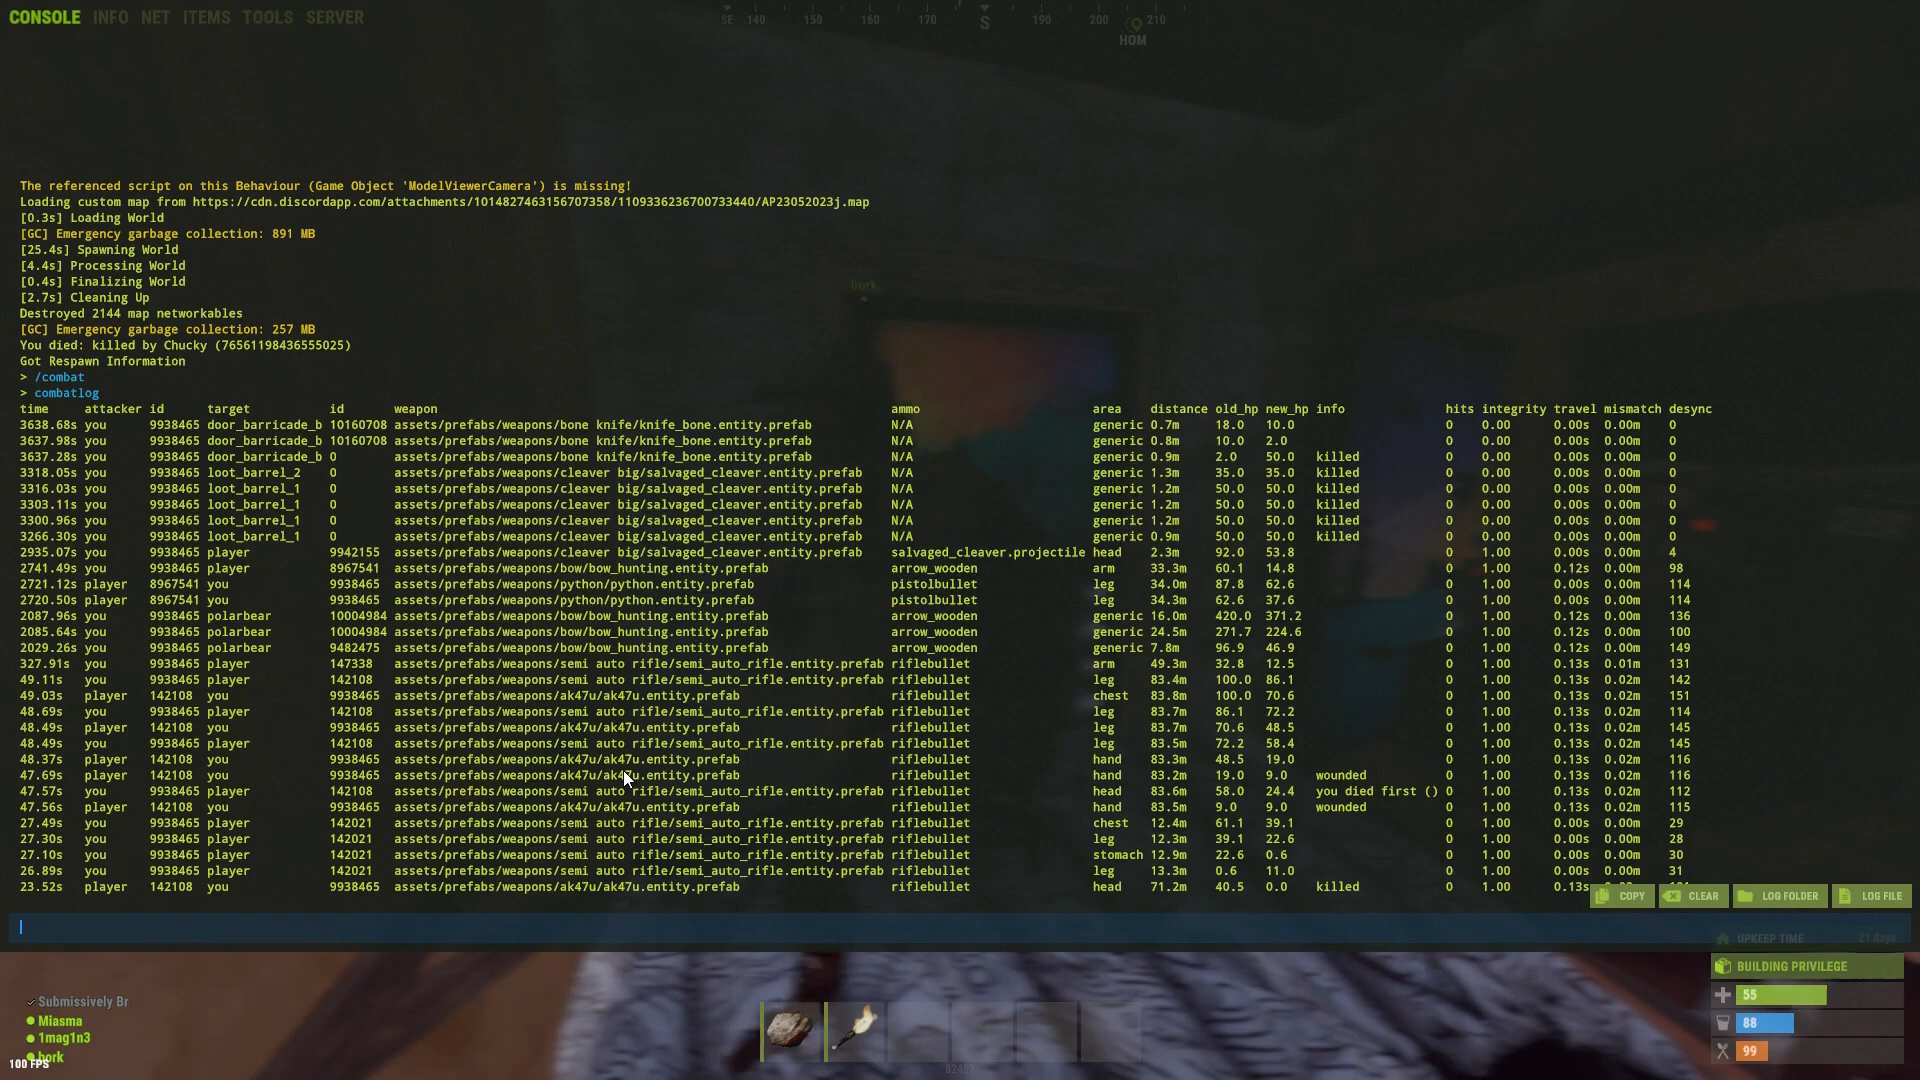 CONSOLE INFO NET ITEMS TOOLS SERVER
SE 140 150 160 170 S 190 200 210
HOM
The referenced script on this Behaviour (Game Object 'ModelViewerCamera') is missing!
Loading custom map from https://cdn.discordapp.com/attachments/1014827463156707358/1109336236700733440/AP23052023j.map
[0.3s] Loading World
[GC] Emergency garbage collection: 891 MB
[25.4s] Spawning World
[4.4s] Processing World
[0.4s] Finalizing World
[2.7s] Cleaning Up
Destroyed 2144 map networkables
[GC] Emergency garbage collection: 257 MB
You died: killed by Chucky (76561198436555025)
Got Respawn Information
> /combat
> combatlog
time attacker id target id weapon ammo area distance old_hp new_hp info hits integrity travel mismatch desync
3638.68s you 9938465 door_barricade_b 10160708 assets/prefabs/weapons/bone knife/knife_bone.entity.prefab N/A generic 0.7m 18.0 10.0 0 0.00 0.00s 0.00m 0
3637.98s you 9938465 door_barricade_b 10160708 assets/prefabs/weapons/bone knife/knife_bone.entity.prefab N/A generic 0.8m 10.0 2.0 0 0.00 0.00s 0.00m 0
3637.28s you 9938465 door_barricade_b 0 assets/prefabs/weapons/bone knife/knife_bone.entity.prefab N/A generic 0.9m 2.0 50.0 killed 0 0.00 0.00s 0.00m 0
3318.05s you 9938465 loot_barrel_2 0 assets/prefabs/weapons/cleaver big/salvaged_cleaver.entity.prefab N/A generic 1.3m 35.0 35.0 killed 0 0.00 0.00s 0.00m 0
3316.03s you 9938465 loot_barrel_1 0 assets/prefabs/weapons/cleaver big/salvaged_cleaver.entity.prefab N/A generic 1.2m 50.0 50.0 killed 0 0.00 0.00s 0.00m 0
3303.11s you 9938465 loot_barrel_1 0 assets/prefabs/weapons/cleaver big/salvaged_cleaver.entity.prefab N/A generic 1.2m 50.0 50.0 killed 0 0.00 0.00s 0.00m 0
3300.96s you 9938465 loot_barrel_1 0 assets/prefabs/weapons/cleaver big/salvaged_cleaver.entity.prefab N/A generic 1.2m 50.0 50.0 killed 0 0.00 0.00s 0.00m 0
3266.30s you 9938465 loot_barrel_1 0 assets/prefabs/weapons/cleaver big/salvaged_cleaver.entity.prefab N/A generic 0.9m 50.0 50.0 killed 0 0.00 0.00s 0.00m 0
2935.07s you 9938465 player 9942155 assets/prefabs/weapons/cleaver big/salvaged_cleaver.entity.prefab salvaged_cleaver.projectile head 2.3m 92.0 53.8 0 1.00 0.00s 0.00m 4
2741.49s you 9938465 player 8967541 assets/prefabs/weapons/bow/bow_hunting.entity.prefab arrow_wooden arm 33.3m 60.1 14.8 0 1.00 0.12s 0.00m 98
2721.12s player 8967541 you 9938465 assets/prefabs/weapons/python/python.entity.prefab pistolbullet leg 34.0m 87.8 62.6 0 1.00 0.00s 0.00m 114
2720.50s player 8967541 you 9938465 assets/prefabs/weapons/python/python.entity.prefab pistolbullet leg 34.3m 62.6 37.6 0 1.00 0.00s 0.00m 114
2087.96s you 9938465 polarbear 10004984 assets/prefabs/weapons/bow/bow_hunting.entity.prefab arrow_wooden generic 16.0m 420.0 371.2 0 1.00 0.12s 0.00m 136
2085.64s you 9938465 polarbear 10004984 assets/prefabs/weapons/bow/bow_hunting.entity.prefab arrow_wooden generic 24.5m 271.7 224.6 0 1.00 0.12s 0.00m 100
2029.26s you 9938465 polarbear 9482475 assets/prefabs/weapons/bow/bow_hunting.entity.prefab arrow_wooden generic 7.8m 96.9 46.9 0 1.00 0.12s 0.00m 149
327.91s you 9938465 player 147338 assets/prefabs/weapons/semi auto rifle/semi_auto_rifle.entity.prefab riflebullet arm 49.3m 32.8 12.5 0 1.00 0.13s 0.01m 131
49.11s you 9938465 player 142108 assets/prefabs/weapons/semi auto rifle/semi_auto_rifle.entity.prefab riflebullet leg 83.4m 100.0 86.1 0 1.00 0.13s 0.02m 142
49.03s player 142108 you 9938465 assets/prefabs/weapons/ak47u/ak47u.entity.prefab riflebullet chest 83.8m 100.0 70.6 0 1.00 0.13s 0.02m 151
48.69s you 9938465 player 142108 assets/prefabs/weapons/semi auto rifle/semi_auto_rifle.entity.prefab riflebullet leg 83.7m 86.1 72.2 0 1.00 0.13s 0.02m 114
48.49s player 142108 you 9938465 assets/prefabs/weapons/ak47u/ak47u.entity.prefab riflebullet leg 83.7m 70.6 48.5 0 1.00 0.13s 0.02m 145
48.49s you 9938465 player 142108 assets/prefabs/weapons/semi auto rifle/semi_auto_rifle.entity.prefab riflebullet leg 83.5m 72.2 58.4 0 1.00 0.13s 0.02m 145
48.37s player 142108 you 9938465 assets/prefabs/weapons/ak47u/ak47u.entity.prefab riflebullet hand 83.3m 48.5 19.0 0 1.00 0.13s 0.02m 116
47.69s player 142108 you 9938465 assets/prefabs/weapons/ak47u/ak47u.entity.prefab riflebullet hand 83.2m 19.0 9.0 wounded 0 1.00 0.13s 0.02m 116
47.57s you 9938465 player 142108 assets/prefabs/weapons/semi auto rifle/semi_auto_rifle.entity.prefab riflebullet head 83.6m 58.0 24.4 you died first () 0 1.00 0.13s 0.02m 112
47.56s player 142108 you 9938465 assets/prefabs/weapons/ak47u/ak47u.entity.prefab riflebullet hand 83.5m 9.0 9.0 wounded 0 1.00 0.13s 0.02m 115
27.49s you 9938465 player 142021 assets/prefabs/weapons/semi auto rifle/semi_auto_rifle.entity.prefab riflebullet chest 12.4m 61.1 39.1 0 1.00 0.00s 0.00m 29
27.30s you 9938465 player 142021 assets/prefabs/weapons/semi auto rifle/semi_auto_rifle.entity.prefab riflebullet leg 12.3m 39.1 22.6 0 1.00 0.00s 0.00m 28
27.10s you 9938465 player 142021 assets/prefabs/weapons/semi auto rifle/semi_auto_rifle.entity.prefab riflebullet stomach 12.9m 22.6 0.6 0 1.00 0.00s 0.00m 30
26.89s you 9938465 player 142021 assets/prefabs/weapons/semi auto rifle/semi_auto_rifle.entity.prefab riflebullet leg 13.3m 0.6 11.0 0 1.00 0.00s 0.00m 31
23.52s player 142108 you 9938465 assets/prefabs/weapons/ak47u/ak47u.entity.prefab riflebullet head 71.2m 40.5 0.0 killed 0 1.00 0.13s
COPY CLEAR LOG FOLDER LOG FILE
UPKEEP TIME 21 days
BUILDING PRIVILEGE
55
88
99
Submissively Br
Miasma
1mag1n3
bork
100 FPS